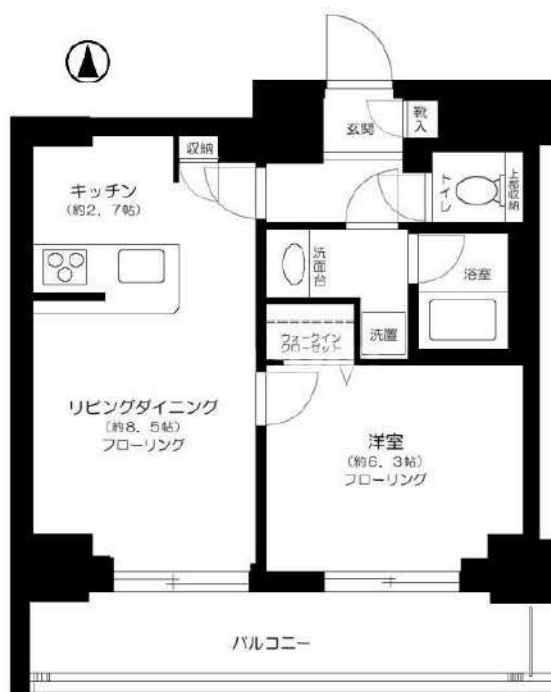 玄関
靴入
収納
キッチン
(約2. 7帖)
トイレ
上部収納
洗面台
浴室
ウォークイン
クローゼット
洗置
リビングダイニング
(約8. 5帖)
フローリング
洋室
(約6. 3帖)
フローリング
バルコニー